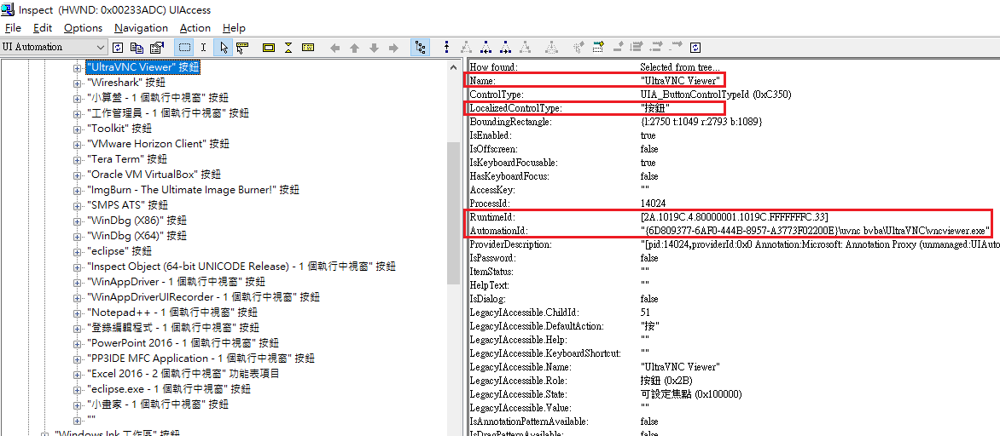 Inspect (HWND: 0x00233ADC) UIAccess
File Edit Options Navigation Action Help
UI Automation
"UltraVNC Viewer" 按鈕
"Wireshark" 按鈕
"小算盤 - 1 個執行中視窗" 按鈕
"工作管理員 - 1 個執行中視窗" 按鈕
"Toolkit" 按鈕
"VMware Horizon Client" 按鈕
"Tera Term" 按鈕
"Oracle VM VirtualBox" 按鈕
"ImgBurn - The Ultimate Image Burner!" 按鈕
"SMPS ATS" 按鈕
"WinDbg (X86)" 按鈕
"WinDbg (X64)" 按鈕
"eclipse" 按鈕
"Inspect Object (64-bit UNICODE Release) - 1 個執行中視窗" 按鈕
"WinAppDriver - 1 個執行中視窗" 按鈕
"WinAppDriverUIRecorder - 1 個執行中視窗" 按鈕
"Notepad++ - 1 個執行中視窗" 按鈕
"登錄編輯程式 - 1 個執行中視窗" 按鈕
"PowerPoint 2016 - 1 個執行中視窗" 按鈕
"PP3IDE MFC Application - 1 個執行中視窗" 按鈕
"Excel 2016 - 2 個執行中視窗" 功能表項目
"eclipse.exe - 1 個執行中視窗" 按鈕
"小畫家 - 1 個執行中視窗" 按鈕
""
"Windows Ink 工作區" 按鈕
How found: Selected from tree...
Name: "UltraVNC Viewer"
ControlType: UIA_ButtonControlTypeId (0xC350)
LocalizedControlType: "按鈕"
BoundingRectangle: {l:2750 t:1049 r:2793 b:1089}
IsEnabled: true
IsOffscreen: false
IsKeyboardFocusable: true
HasKeyboardFocus: false
AccessKey: ""
ProcessId: 14024
RuntimeId: [2A.1019C.4.80000001.1019C.FFFFFFFC.33]
AutomationId: "{6D809377-6AF0-444B-8957-A3773F02200E}\uvnc bvba\UltraVNC\vncviewer.exe"
ProviderDescription: "[pid:14024,providerId:0x0 Annotation:Microsoft: Annotation Proxy (unmanaged:UIAuto
IsPassword: false
ItemStatus: ""
HelpText: ""
IsDialog: false
LegacyIAccessible.ChildId: 51
LegacyIAccessible.DefaultAction: "按"
LegacyIAccessible.Help: ""
LegacyIAccessible.KeyboardShortcut: ""
LegacyIAccessible.Name: "UltraVNC Viewer"
LegacyIAccessible.Role: 按鈕 (0x2B)
LegacyIAccessible.State: 可設定焦點 (0x100000)
LegacyIAccessible.Value: ""
IsAnnotationPatternAvailable: false
IsDragPatternAvailable: false